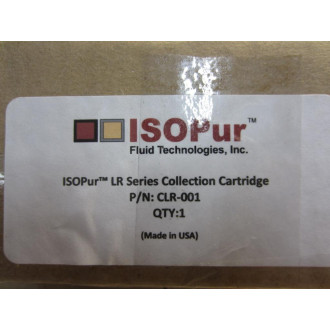 ISOPur™
Fluid Technologies, Inc.
ISOPur™ LR Series Collection Cartridge
P/N: CLR-001
QTY:1
(Made in USA)